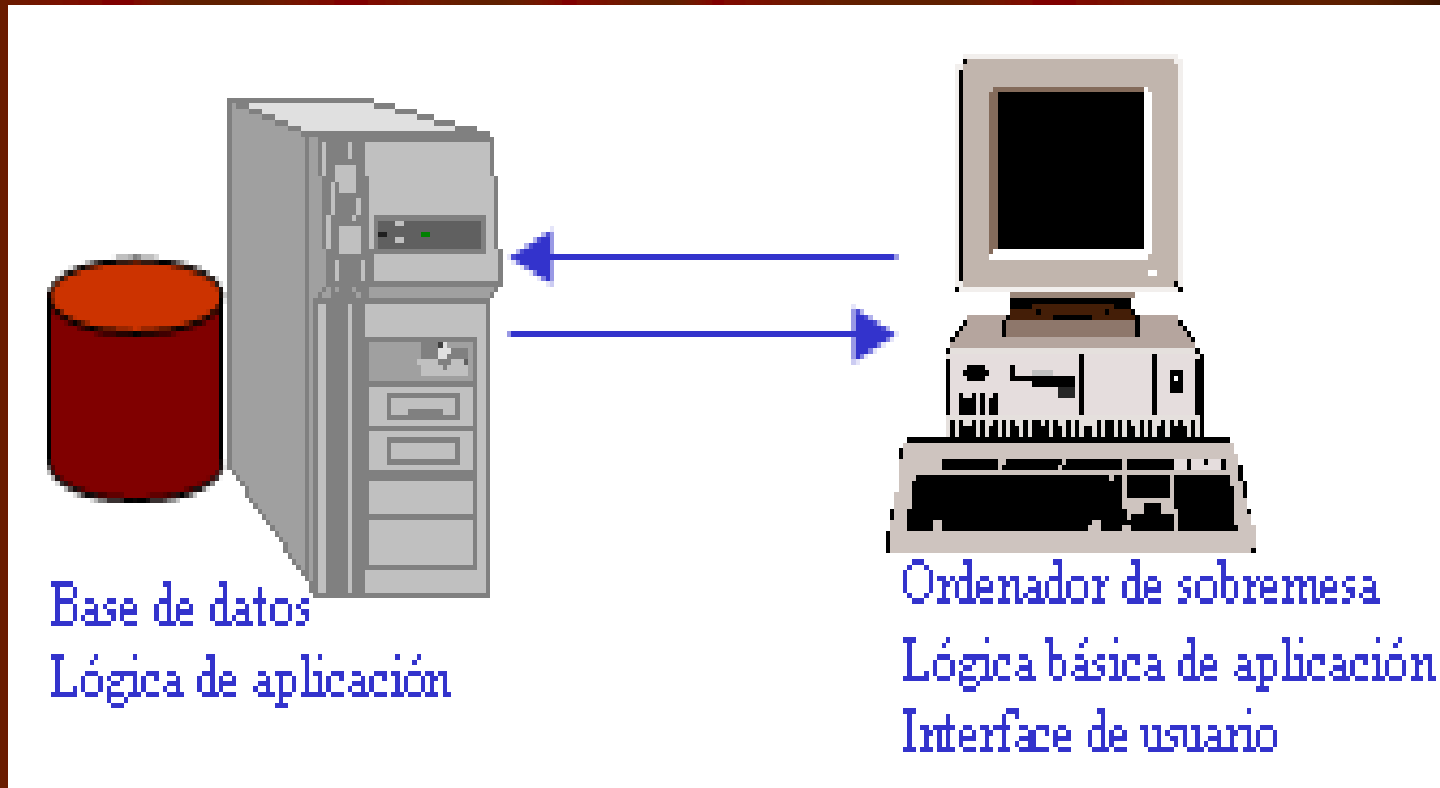 Base de datos
Lógica de aplicación
Ordenador de sobremesa
Lógica básica de aplicación
Interface de usuario